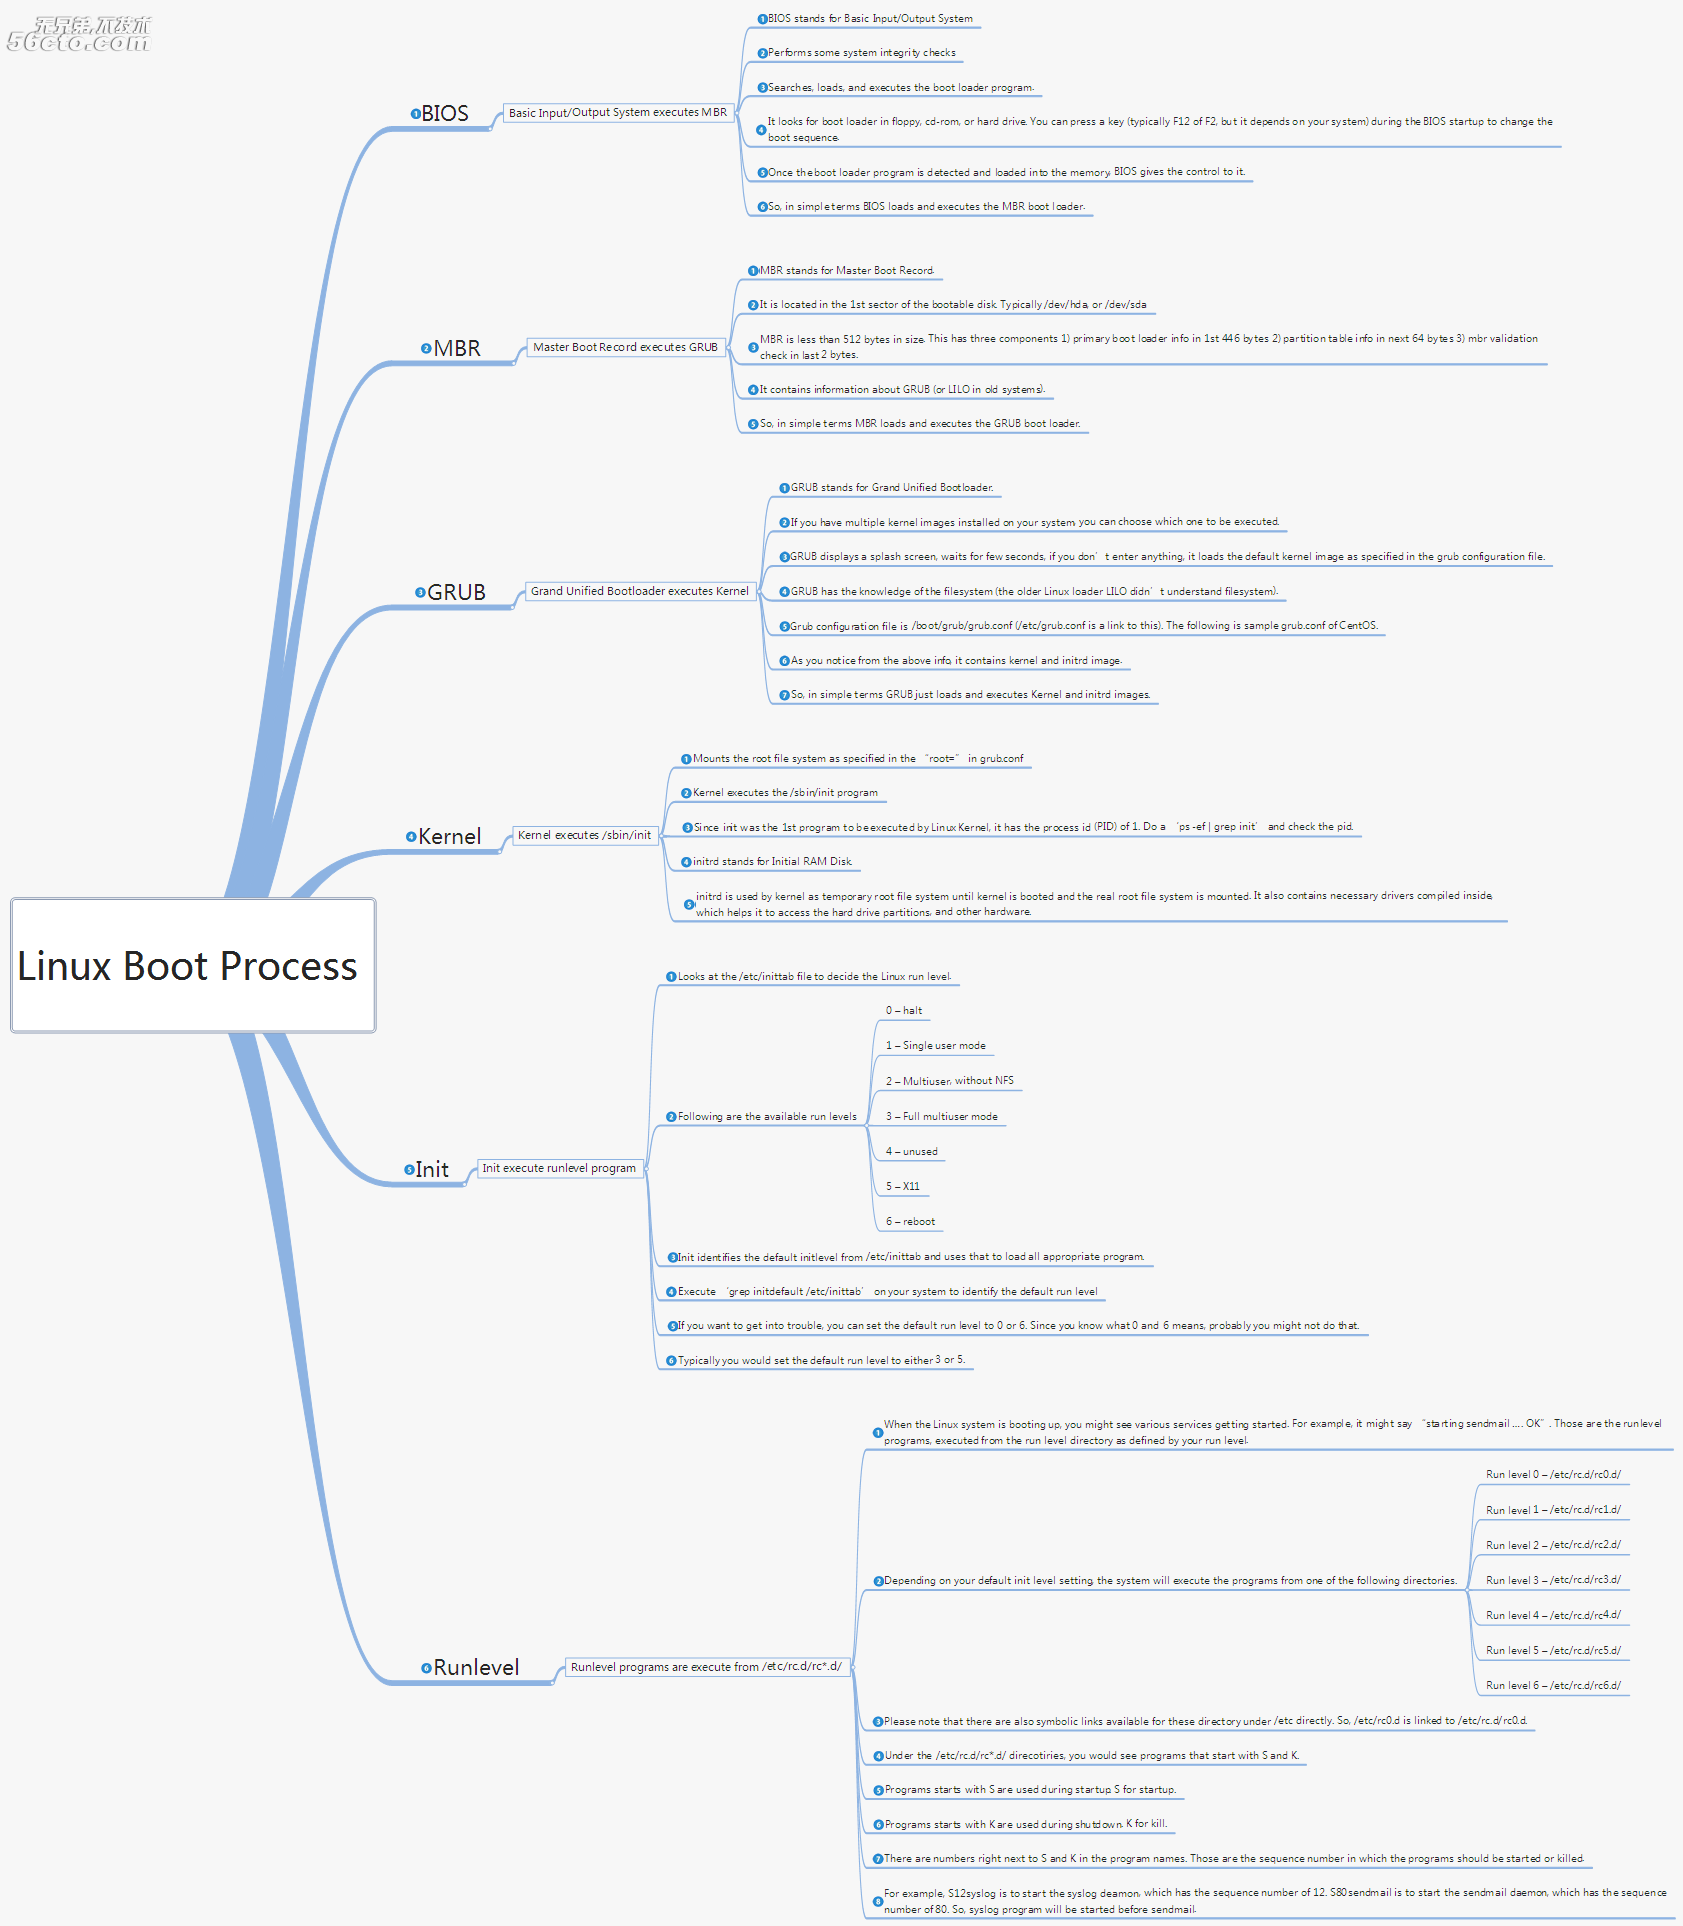 无兄弟,不技术
56cto.com
Linux Boot Process
1 BIOS
Basic Input/Output System executes MBR
1 BIOS stands for Basic Input/Output System
2 Performs some system integrity checks
3 Searches, loads, and executes the boot loader program.
4 It looks for boot loader in floppy, cd-rom, or hard drive. You can press a key (typically F12 of F2, but it depends on your system) during the BIOS startup to change the
boot sequence.
5 Once the boot loader program is detected and loaded into the memory, BIOS gives the control to it.
6 So, in simple terms BIOS loads and executes the MBR boot loader.
2 MBR
Master Boot Record executes GRUB
1 MBR stands for Master Boot Record.
2 It is located in the 1st sector of the bootable disk. Typically /dev/hda, or /dev/sda
3 MBR is less than 512 bytes in size. This has three components 1) primary boot loader info in 1st 446 bytes 2) partition table info in next 64 bytes 3) mbr validation
check in last 2 bytes.
4 It contains information about GRUB (or LILO in old systems).
5 So, in simple terms MBR loads and executes the GRUB boot loader.
3 GRUB
Grand Unified Bootloader executes Kernel
1 GRUB stands for Grand Unified Bootloader.
2 If you have multiple kernel images installed on your system, you can choose which one to be executed.
3 GRUB displays a splash screen, waits for few seconds, if you don’t enter anything, it loads the default kernel image as specified in the grub configuration file.
4 GRUB has the knowledge of the filesystem (the older Linux loader LILO didn’t understand filesystem).
5 Grub configuration file is /boot/grub/grub.conf (/etc/grub.conf is a link to this). The following is sample grub.conf of CentOS.
6 As you notice from the above info, it contains kernel and initrd image.
7 So, in simple terms GRUB just loads and executes Kernel and initrd images.
4 Kernel
Kernel executes /sbin/init
1 Mounts the root file system as specified in the “root=” in grub.conf
2 Kernel executes the /sbin/init program
3 Since init was the 1st program to be executed by Linux Kernel, it has the process id (PID) of 1. Do a ‘ps -ef | grep init’ and check the pid.
4 initrd stands for Initial RAM Disk.
5 initrd is used by kernel as temporary root file system until kernel is booted and the real root file system is mounted. It also contains necessary drivers compiled inside,
which helps it to access the hard drive partitions, and other hardware.
5 Init
Init execute runlevel program
1 Looks at the /etc/inittab file to decide the Linux run level.
2 Following are the available run levels
0 – halt
1 – Single user mode
2 – Multiuser, without NFS
3 – Full multiuser mode
4 – unused
5 – X11
6 – reboot
3 Init identifies the default initlevel from /etc/inittab and uses that to load all appropriate program.
4 Execute ‘grep initdefault /etc/inittab’ on your system to identify the default run level
5 If you want to get into trouble, you can set the default run level to 0 or 6. Since you know what 0 and 6 means, probably you might not do that.
6 Typically you would set the default run level to either 3 or 5.
6 Runlevel
Runlevel programs are execute from /etc/rc.d/rc*.d/
1 When the Linux system is booting up, you might see various services getting started. For example, it might say “starting sendmail .... OK”. Those are the runlevel
programs, executed from the run level directory as defined by your run level.
2 Depending on your default init level setting, the system will execute the programs from one of the following directories.
Run level 0 – /etc/rc.d/rc0.d/
Run level 1 – /etc/rc.d/rc1.d/
Run level 2 – /etc/rc.d/rc2.d/
Run level 3 – /etc/rc.d/rc3.d/
Run level 4 – /etc/rc.d/rc4.d/
Run level 5 – /etc/rc.d/rc5.d/
Run level 6 – /etc/rc.d/rc6.d/
3 Please note that there are also symbolic links available for these directory under /etc directly. So, /etc/rc0.d is linked to /etc/rc.d/rc0.d.
4 Under the /etc/rc.d/rc*.d/ direcotiries, you would see programs that start with S and K.
5 Programs starts with S are used during startup. S for startup.
6 Programs starts with K are used during shutdown. K for kill.
7 There are numbers right next to S and K in the program names. Those are the sequence number in which the programs should be started or killed.
8 For example, S12syslog is to start the syslog deamon, which has the sequence number of 12. S80sendmail is to start the sendmail daemon, which has the sequence
number of 80. So, syslog program will be started before sendmail.